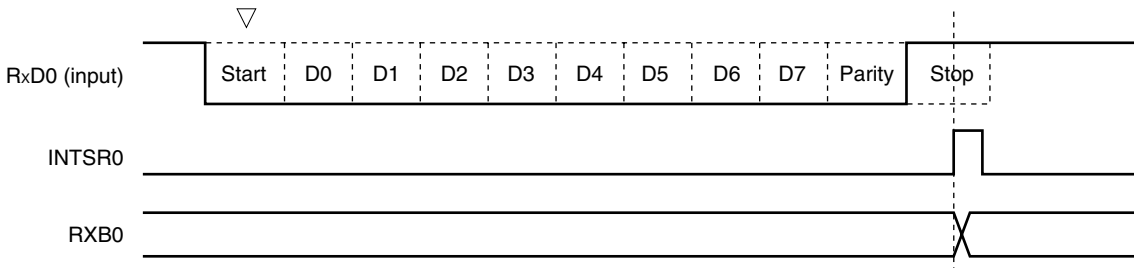 RxD0 (input) Start D0 D1 D2 D3 D4 D5 D6 D7 Parity Stop
INTSR0
RXB0